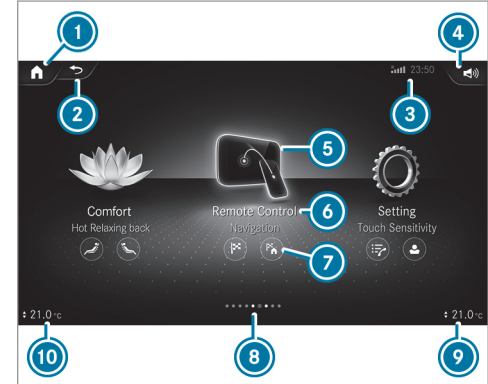 1
4
23:50
2
3
5
Comfort
Remote Control
6
Setting
Hot Relaxing back
Navigation
Touch Sensitivity
7
21.0 °C
21.0 °C
10
8
9